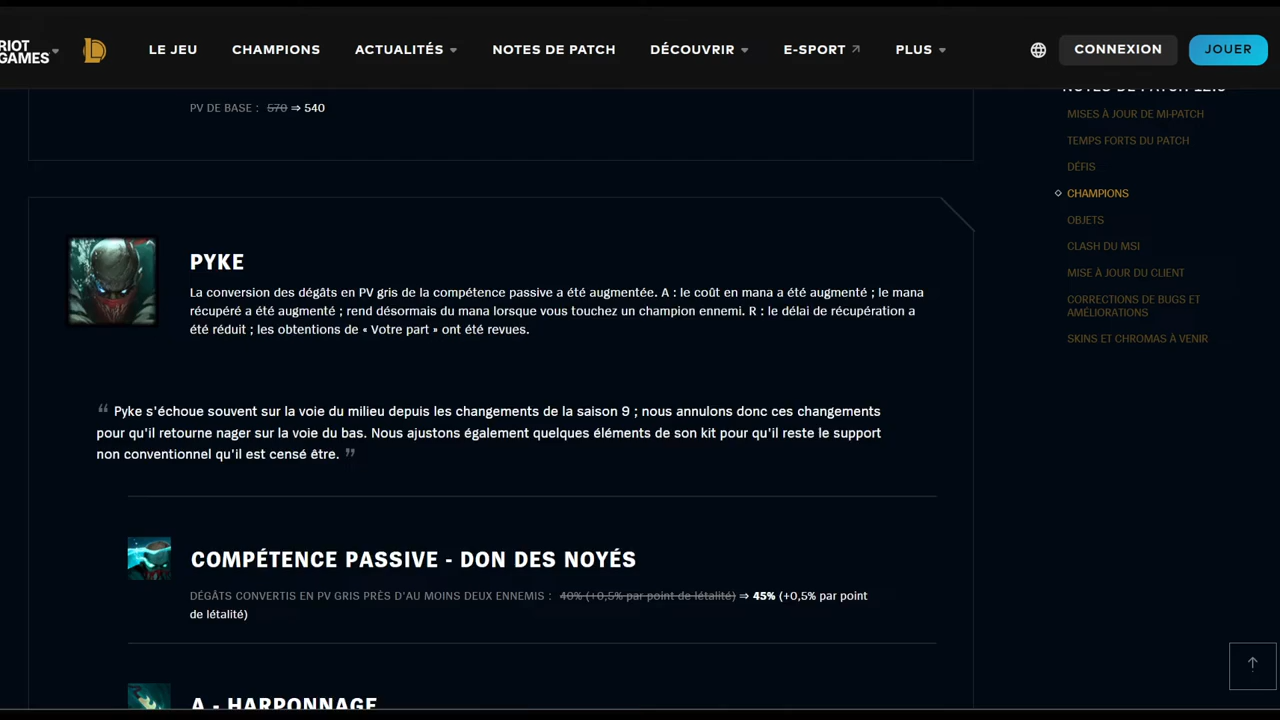 RIOT
GAMES
LE JEU
CHAMPIONS
ACTUALITÉS
NOTES DE PATCH
DÉCOUVRIR
E-SPORT
PLUS
CONNEXION
JOUER
PV DE BASE : 570 ⇒ 540
MISES À JOUR DE MI-PATCH
TEMPS FORTS DU PATCH
DÉFIS
CHAMPIONS
OBJETS
CLASH DU MSI
MISE À JOUR DU CLIENT
CORRECTIONS DE BUGS ET
AMÉLIORATIONS
SKINS ET CHROMAS À VENIR
PYKE
La conversion des dégâts en PV gris de la compétence passive a été augmentée. A : le coût en mana a été augmenté ; le mana
récupéré a été augmenté ; rend désormais du mana lorsque vous touchez un champion ennemi. R : le délai de récupération a
été réduit ; les obtentions de « Votre part » ont été revues.
“ Pyke s'échoue souvent sur la voie du milieu depuis les changements de la saison 9 ; nous annulons donc ces changements
pour qu'il retourne nager sur la voie du bas. Nous ajustons également quelques éléments de son kit pour qu'il reste le support
non conventionnel qu'il est censé être. ”
COMPÉTENCE PASSIVE - DON DES NOYÉS
DÉGÂTS CONVERTIS EN PV GRIS PRÈS D'AU MOINS DEUX ENNEMIS : 40% (+0,5% par point de létalité) ⇒ 45% (+0,5% par point
de létalité)
A - HARPONNAGE